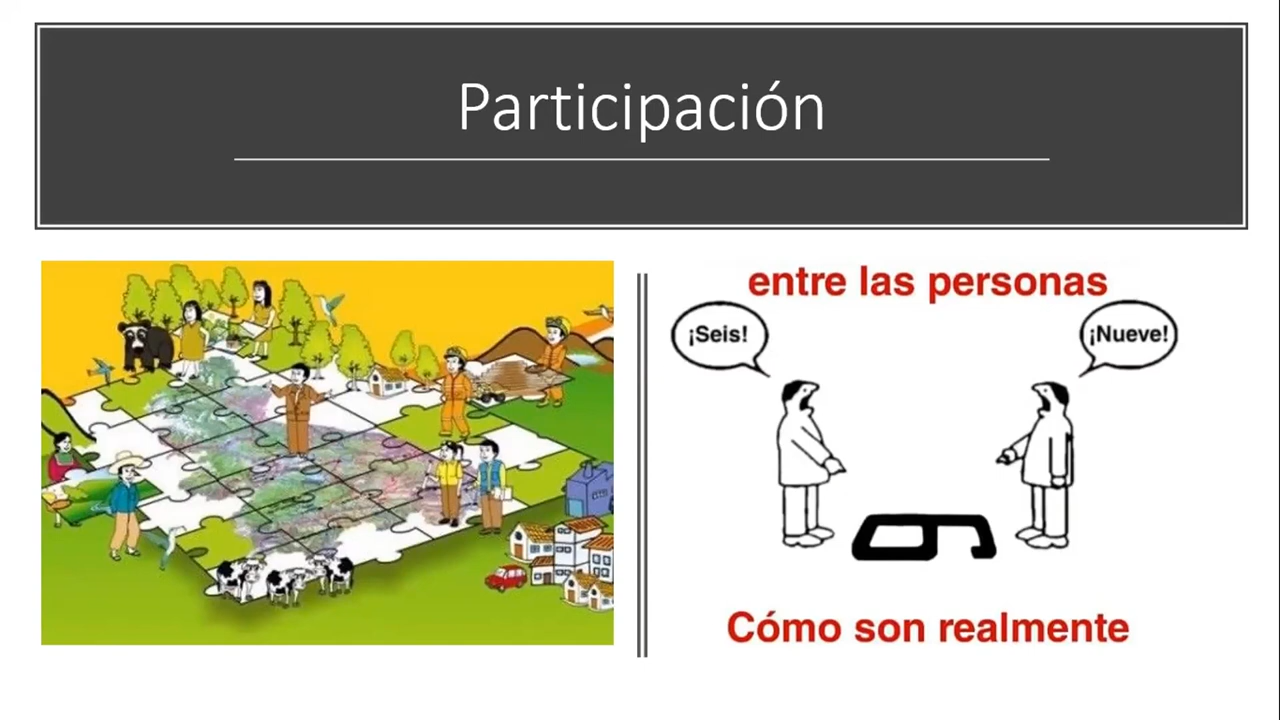 Participación
entre las personas
¡Seis!
¡Nueve!
Cómo son realmente